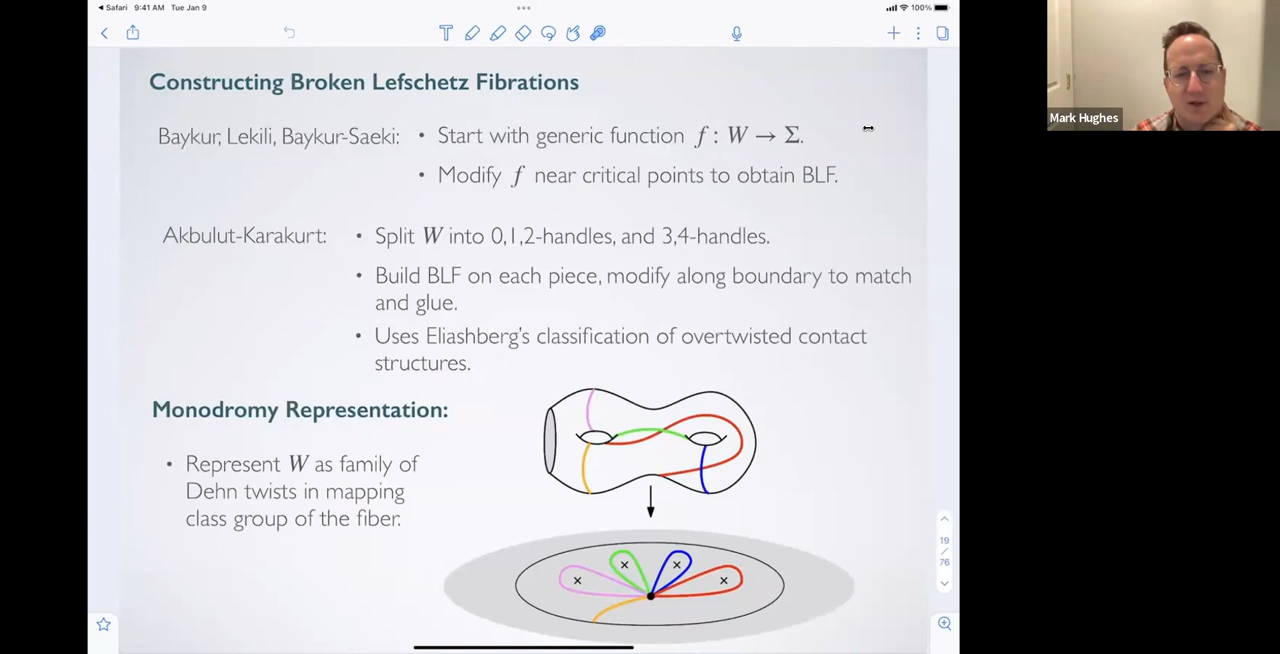 Safari 9:41 AM Tue Jan 9
100%
Constructing Broken Lefschetz Fibrations
Baykur, Lekili, Baykur-Saeki: • Start with generic function f : W → Σ.
• Modify f near critical points to obtain BLF.
Akbulut-Karakurt: • Split W into 0,1,2-handles, and 3,4-handles.
• Build BLF on each piece, modify along boundary to match
and glue.
• Uses Eliashberg's classification of overtwisted contact
structures.
Monodromy Representation:
• Represent W as family of
Dehn twists in mapping
class group of the fiber.
19
/
76
Mark Hughes